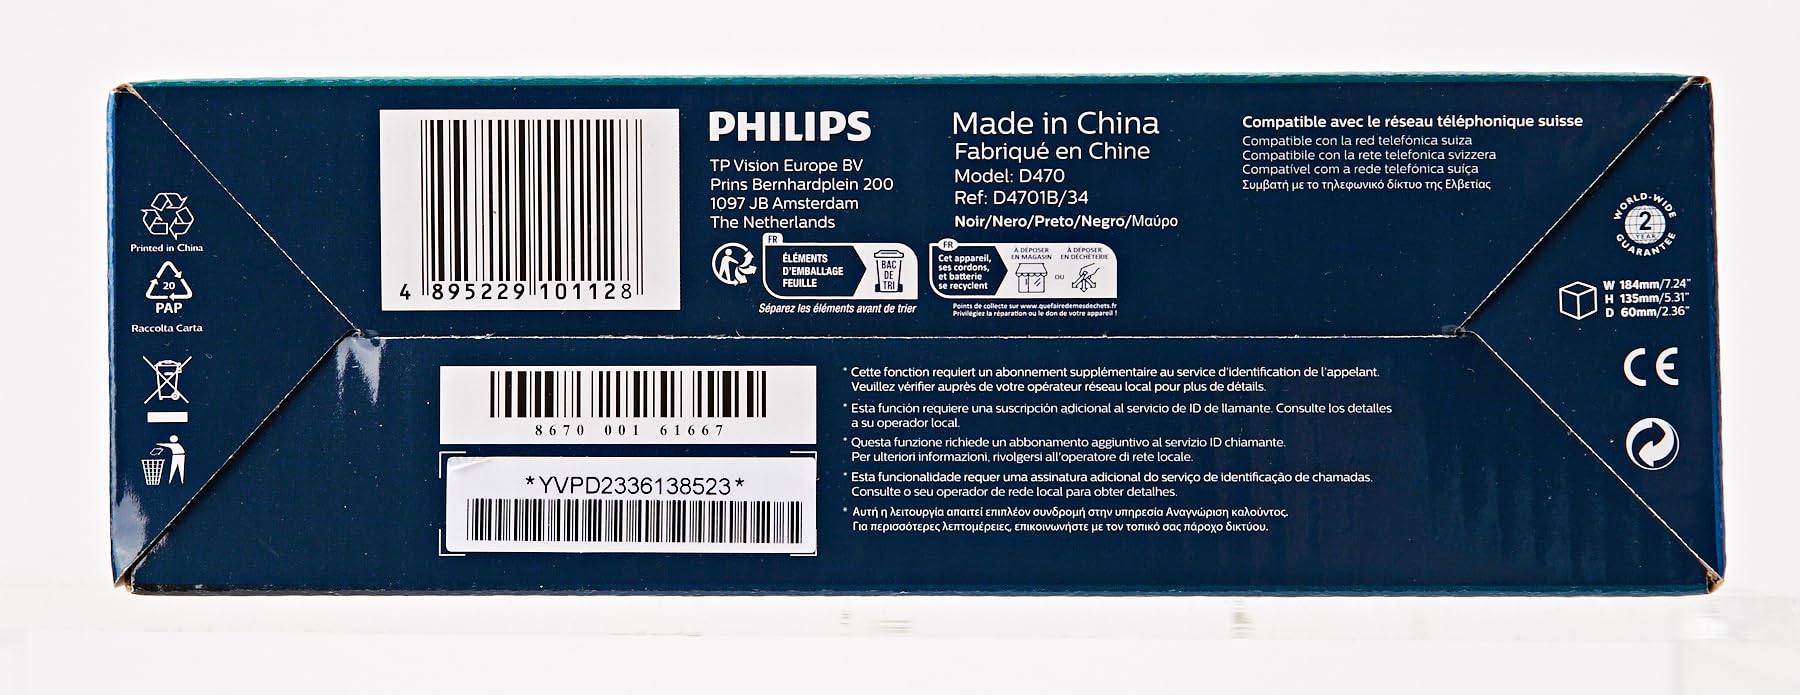 Printed in China
20
PAP
Raccolta Carta
4 895229 101128
PHILIPS
TP Vision Europe BV
Prins Bernhardplein 200
1097 JB Amsterdam
The Netherlands
FR
ÉLÉMENTS
D'EMBALLAGE
FEUILLE
BAC
DE
TRI
Séparez les éléments avant de trier
Made in China
Fabriqué en Chine
Model: D470
Ref: D4701B/34
Noir/Nero/Preto/Negro/Μαύρο
FR
Cet appareil,
ses cordons,
et batterie
se recyclent
À DÉPOSER
EN MAGASIN
OU
À DÉPOSER
EN DÉCHÈTERIE
Points de collecte sur www.quefairedemesdechets.fr
Privilégiez la réparation ou le don de votre appareil !
Compatible avec le réseau téléphonique suisse
Compatible con la red telefónica suiza
Compatibile con la rete telefonica svizzera
Compatível com a rede telefónica suíça
Συμβατή με το τηλεφωνικό δίκτυο της Ελβετίας
WORLD-WIDE
2
YEAR
GUARANTEE
W 184mm/7.24"
H 135mm/5.31"
D 60mm/2.36"
CE
8670 001 61667
*YVPD2336138523*
* Cette fonction requiert un abonnement supplémentaire au service d'identification de l'appelant.
Veuillez vérifier auprès de votre opérateur réseau local pour plus de détails.
* Esta función requiere una suscripción adicional al servicio de ID de llamante. Consulte los detalles
a su operador local.
* Questa funzione richiede un abbonamento aggiuntivo al servizio ID chiamante.
Per ulteriori informazioni, rivolgersi all'operatore di rete locale.
* Esta funcionalidade requer uma assinatura adicional do serviço de identificação de chamadas.
Consulte o seu operador de rede local para obter detalhes.
* Αυτή η λειτουργία απαιτεί επιπλέον συνδρομή στην υπηρεσία Αναγνώριση καλούντος.
Για περισσότερες λεπτομέρειες, επικοινωνήστε με τον τοπικό σας πάροχο δικτύου.